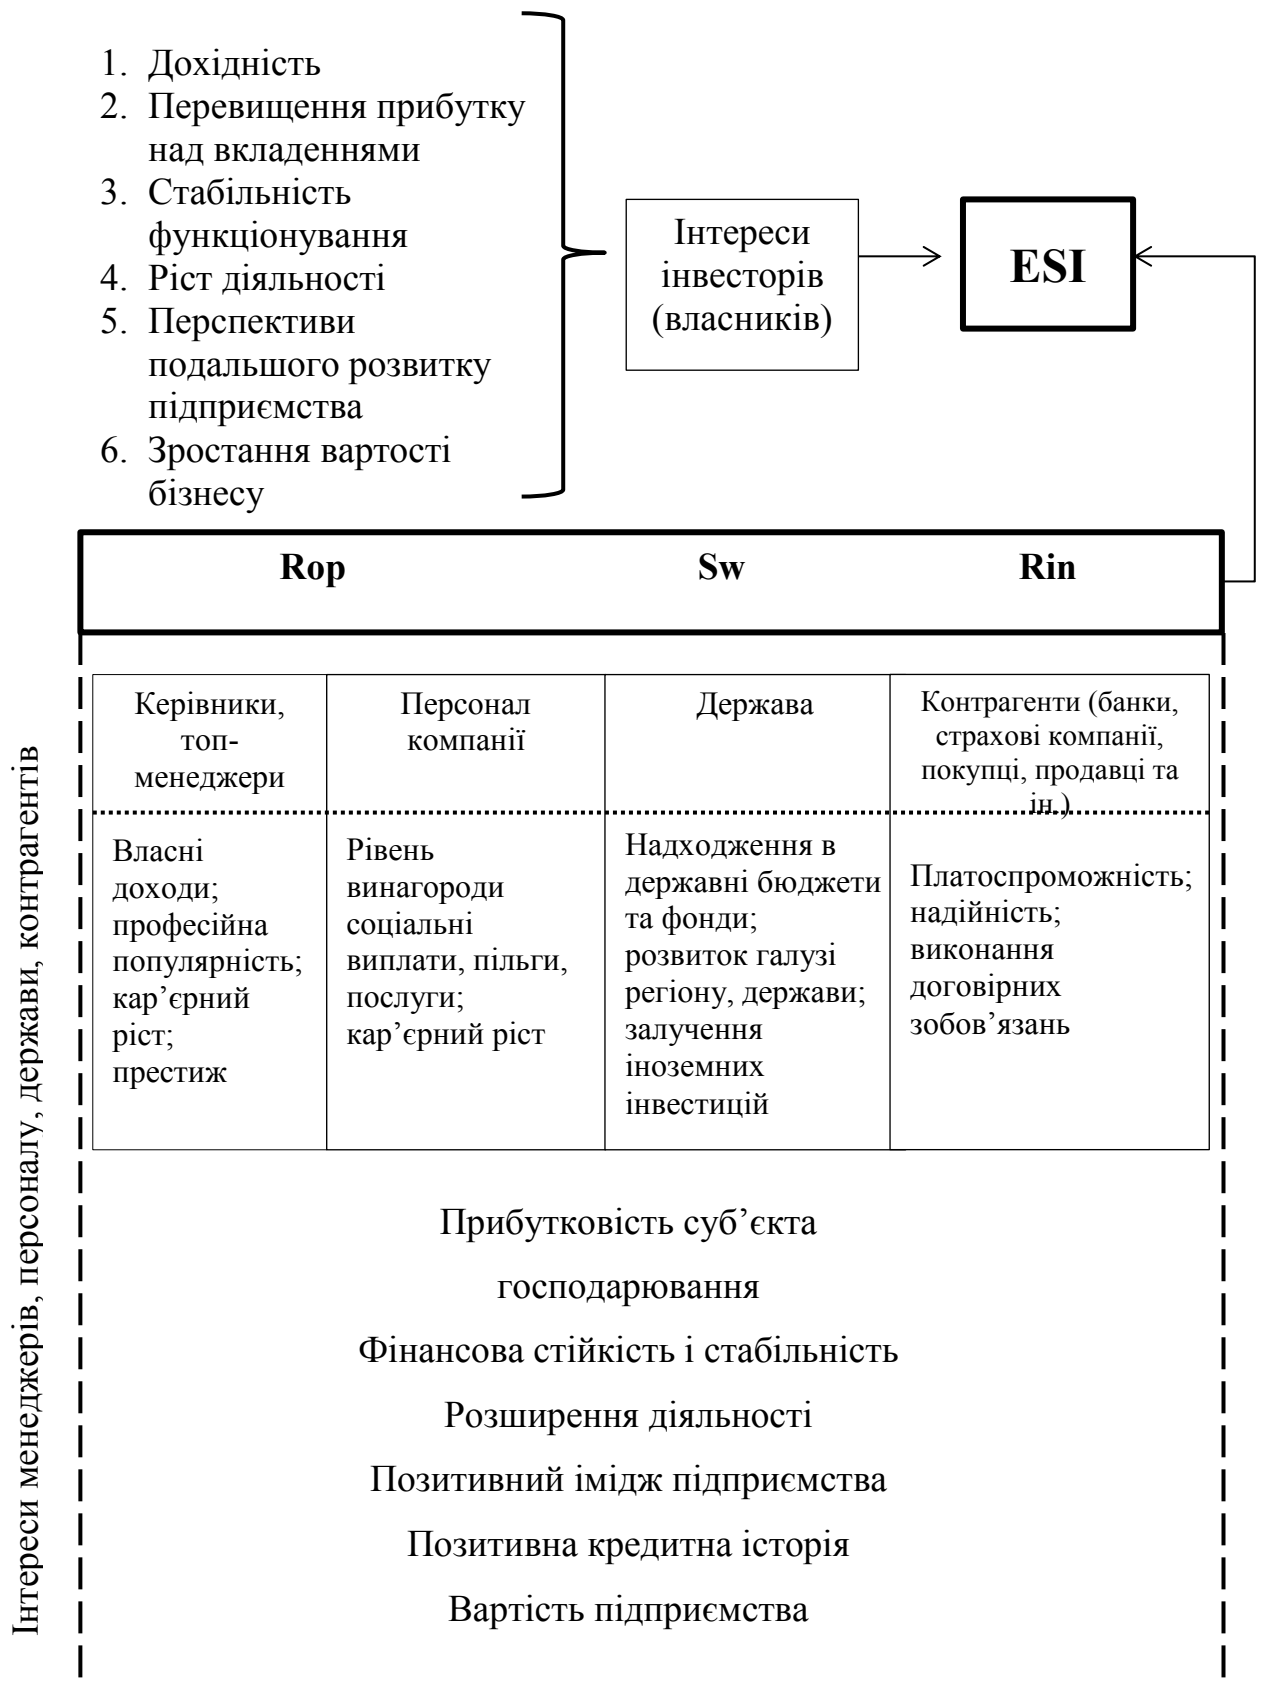 1. Дохідність
2. Перевищення прибутку
над вкладеннями
3. Стабільність
функціонування
4. Ріст діяльності
5. Перспективи
подальшого розвитку
підприємства
6. Зростання вартості
бізнесу
Інтереси
інвесторів
(власників)
ESI
Rop Sw Rin
Інтереси менеджерів, персоналу, держави, контрагентів
Керівники,
топ-
менеджери
Персонал
компанії
Держава
Контрагенти (банки,
страхові компанії,
покупці, продавці та
ін.)
Власні
доходи;
професійна
популярність;
кар’єрний
ріст;
престиж
Рівень
винагороди
соціальні
виплати, пільги,
послуги;
кар’єрний ріст
Надходження в
державні бюджети
та фонди;
розвиток галузі
регіону, держави;
залучення
іноземних
інвестицій
Платоспроможність;
надійність;
виконання
договірних
зобов’язань
Прибутковість суб’єкта
господарювання
Фінансова стійкість і стабільність
Розширення діяльності
Позитивний імідж підприємства
Позитивна кредитна історія
Вартість підприємства